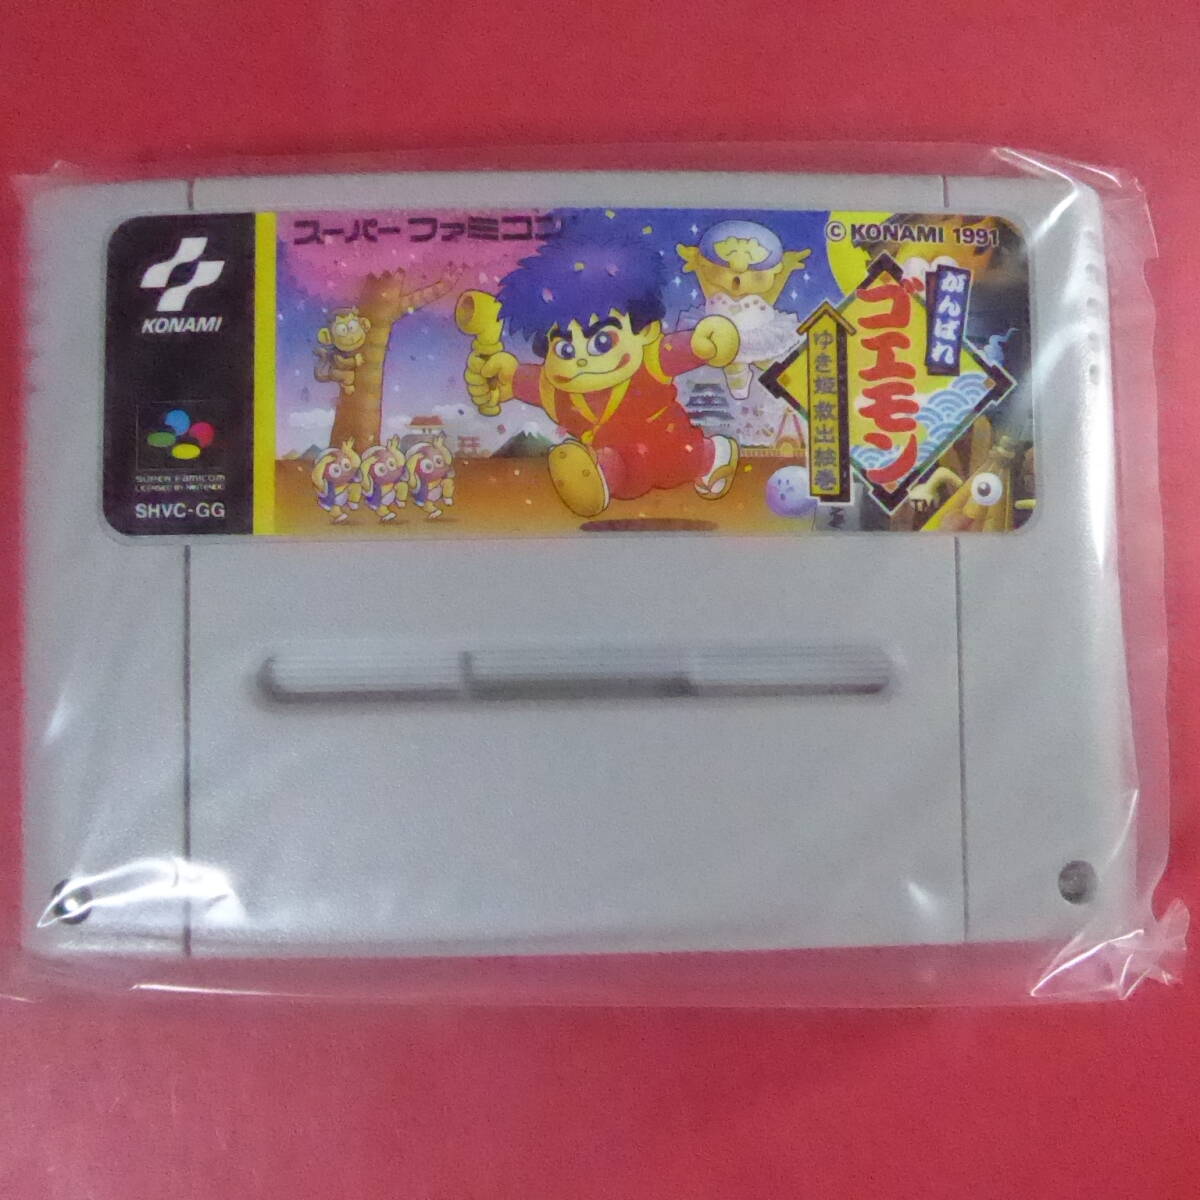 KONAMI
SUPER FAMICOM
LICENSED BY NINTENDO
SHVC-GG
スーパーファミコン
© KONAMI 1991
がんばれ
ゴエモン
ゆき姫救出絵巻
TM